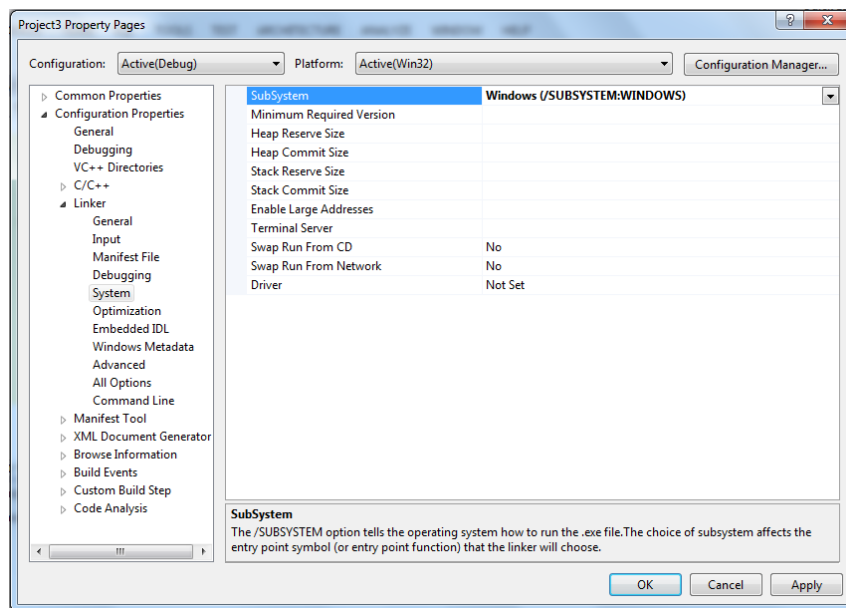 Project3 Property Pages
TEST ARCHITECTURE ANALYZE WINDOW HELP
Configuration: Active(Debug) Platform: Active(Win32) Configuration Manager...
Common Properties
Configuration Properties
General
Debugging
VC++ Directories
C/C++
Linker
General
Input
Manifest File
Debugging
System
Optimization
Embedded IDL
Windows Metadata
Advanced
All Options
Command Line
Manifest Tool
XML Document Generator
Browse Information
Build Events
Custom Build Step
Code Analysis
SubSystem Windows (/SUBSYSTEM:WINDOWS)
Minimum Required Version
Heap Reserve Size
Heap Commit Size
Stack Reserve Size
Stack Commit Size
Enable Large Addresses
Terminal Server
Swap Run From CD No
Swap Run From Network No
Driver Not Set
SubSystem
The /SUBSYSTEM option tells the operating system how to run the .exe file.The choice of subsystem affects the
entry point symbol (or entry point function) that the linker will choose.
OK Cancel Apply